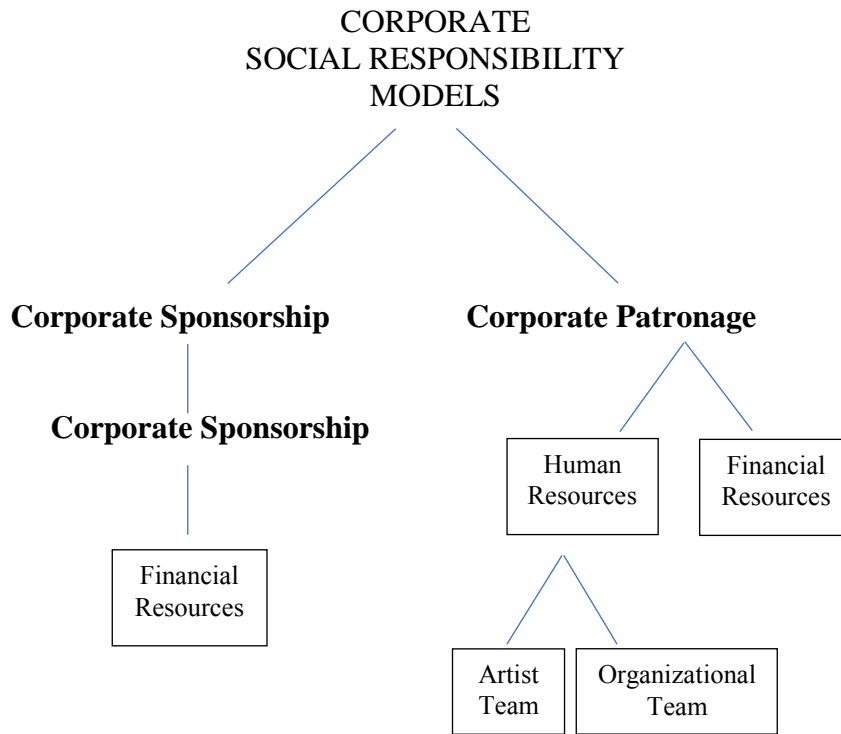 CORPORATE
SOCIAL RESPONSIBILITY
MODELS
Corporate Sponsorship
Corporate Patronage
Corporate Sponsorship
Human
Resources
Financial
Resources
Financial
Resources
Artist
Team
Organizational
Team